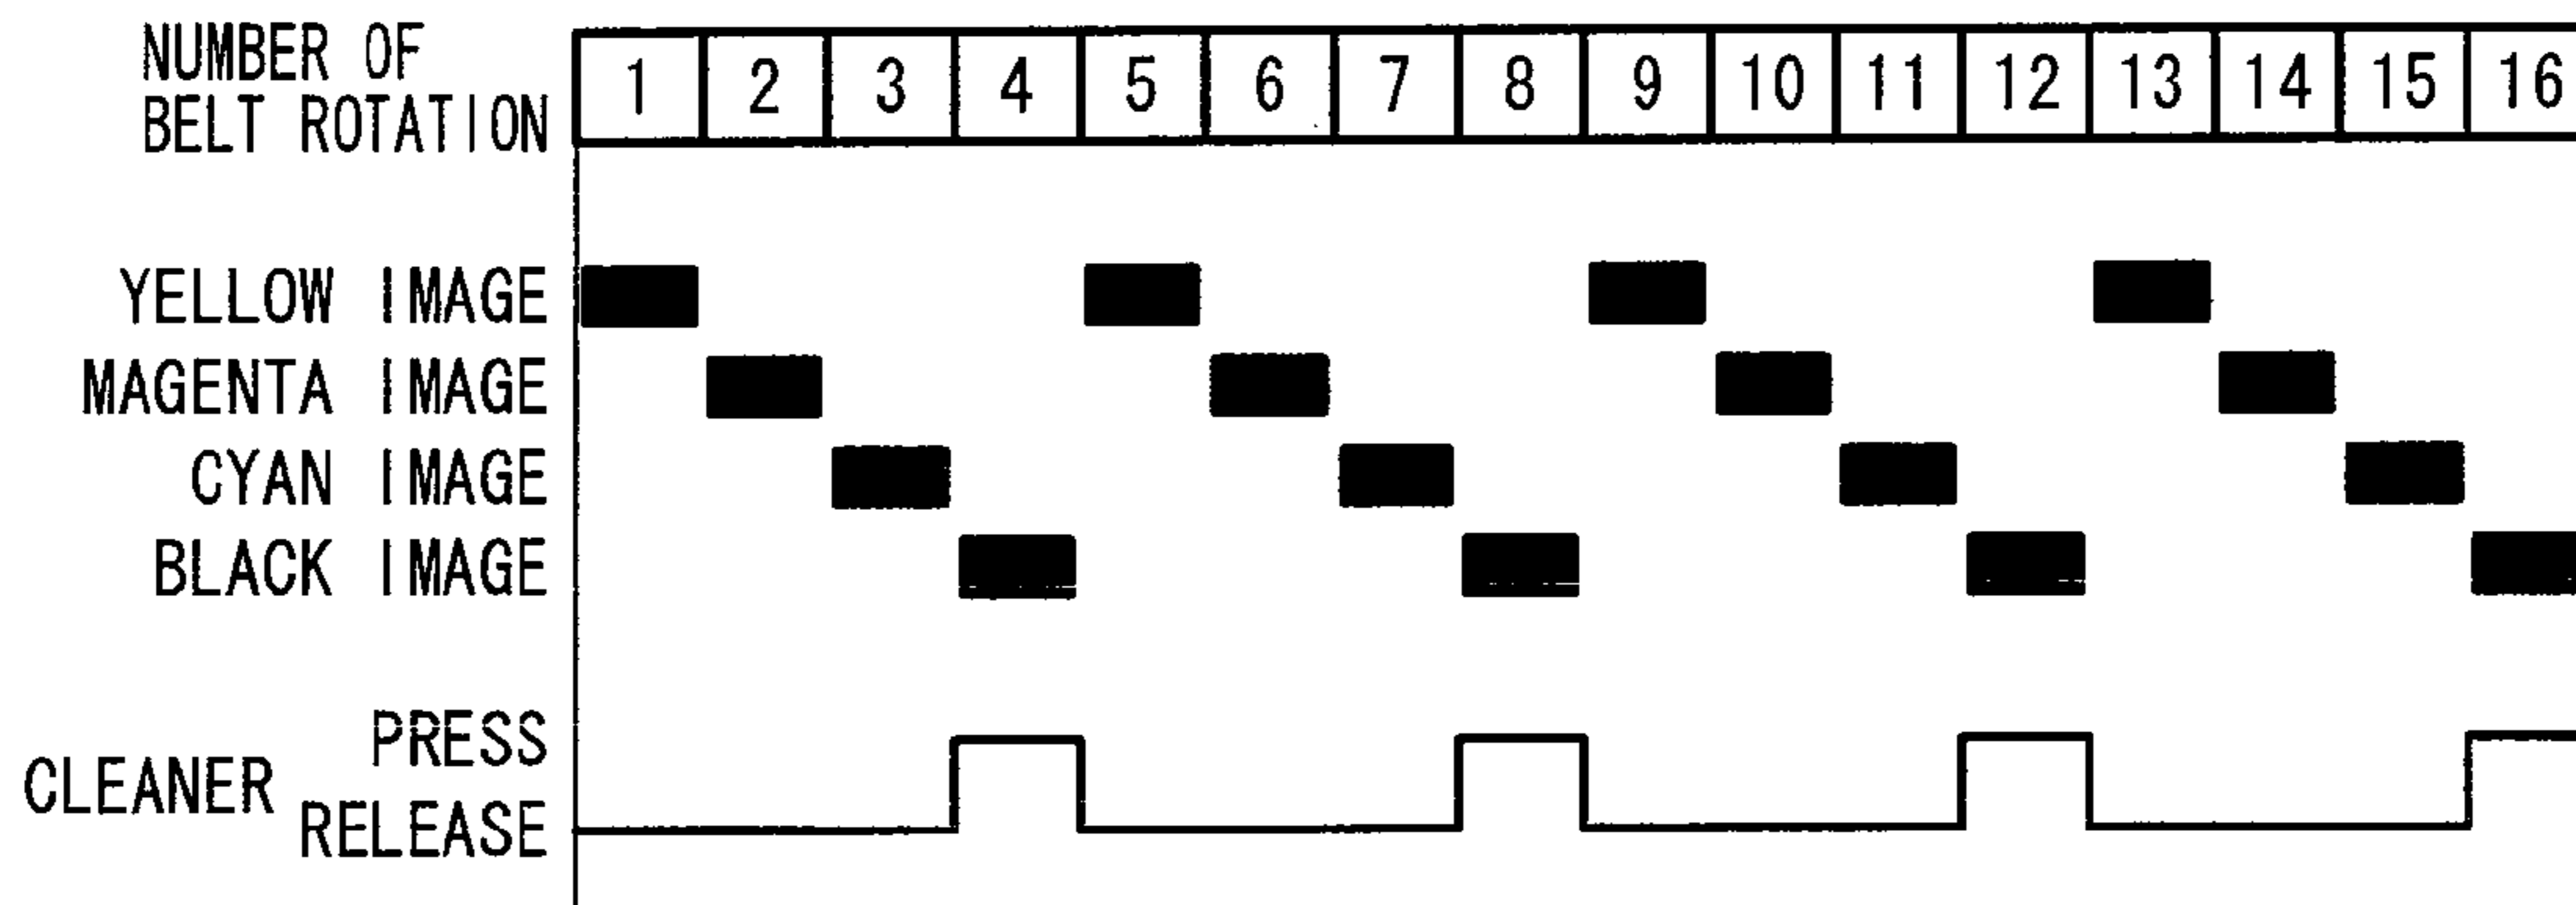 NUMBER OF
BELT ROTATION
1 2 3 4 5 6 7 8 9 10 11 12 13 14 15 16
YELLOW IMAGE
MAGENTA IMAGE
CYAN IMAGE
BLACK IMAGE
PRESS
CLEANER
RELEASE